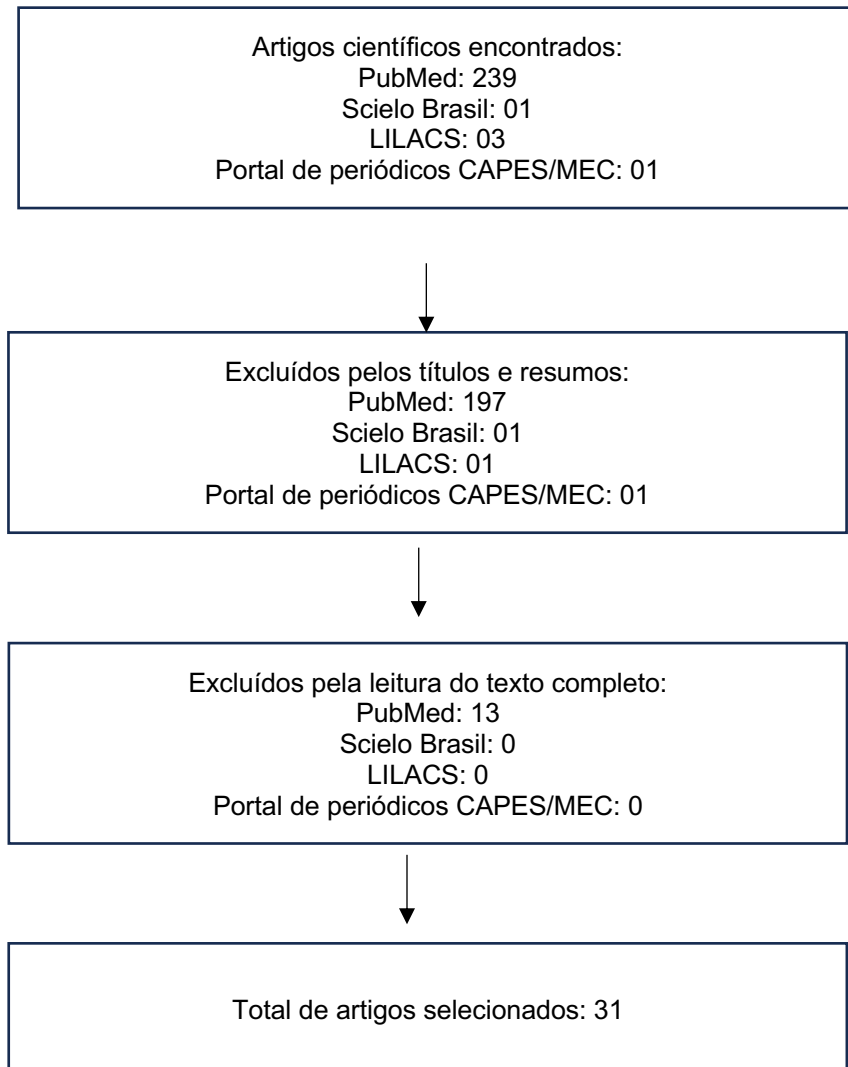 Artigos científicos encontrados:
PubMed: 239
Scielo Brasil: 01
LILACS: 03
Portal de periódicos CAPES/MEC: 01
Excluídos pelos títulos e resumos:
PubMed: 197
Scielo Brasil: 01
LILACS: 01
Portal de periódicos CAPES/MEC: 01
Excluídos pela leitura do texto completo:
PubMed: 13
Scielo Brasil: 0
LILACS: 0
Portal de periódicos CAPES/MEC: 0
Total de artigos selecionados: 31